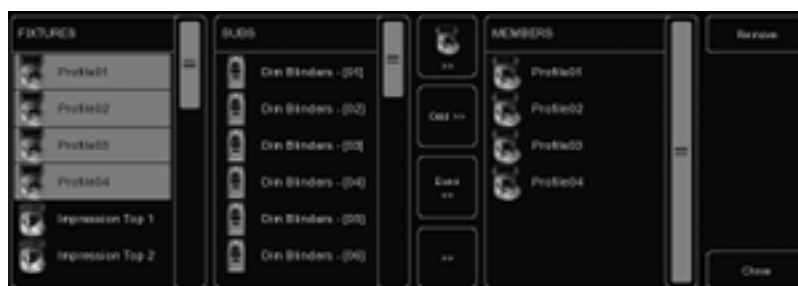 FIXTURES
Profile01
Profile02
Profile03
Profile04
Impression Top 1
Impression Top 2
SUBS
Dim Blinders - (01)
Dim Blinders - (02)
Dim Blinders - (03)
Dim Blinders - (04)
Dim Blinders - (05)
Dim Blinders - (06)
>>
Odd >>
Even
>>
>>
MEMBERS
Profile01
Profile02
Profile03
Profile04
Remove
Close